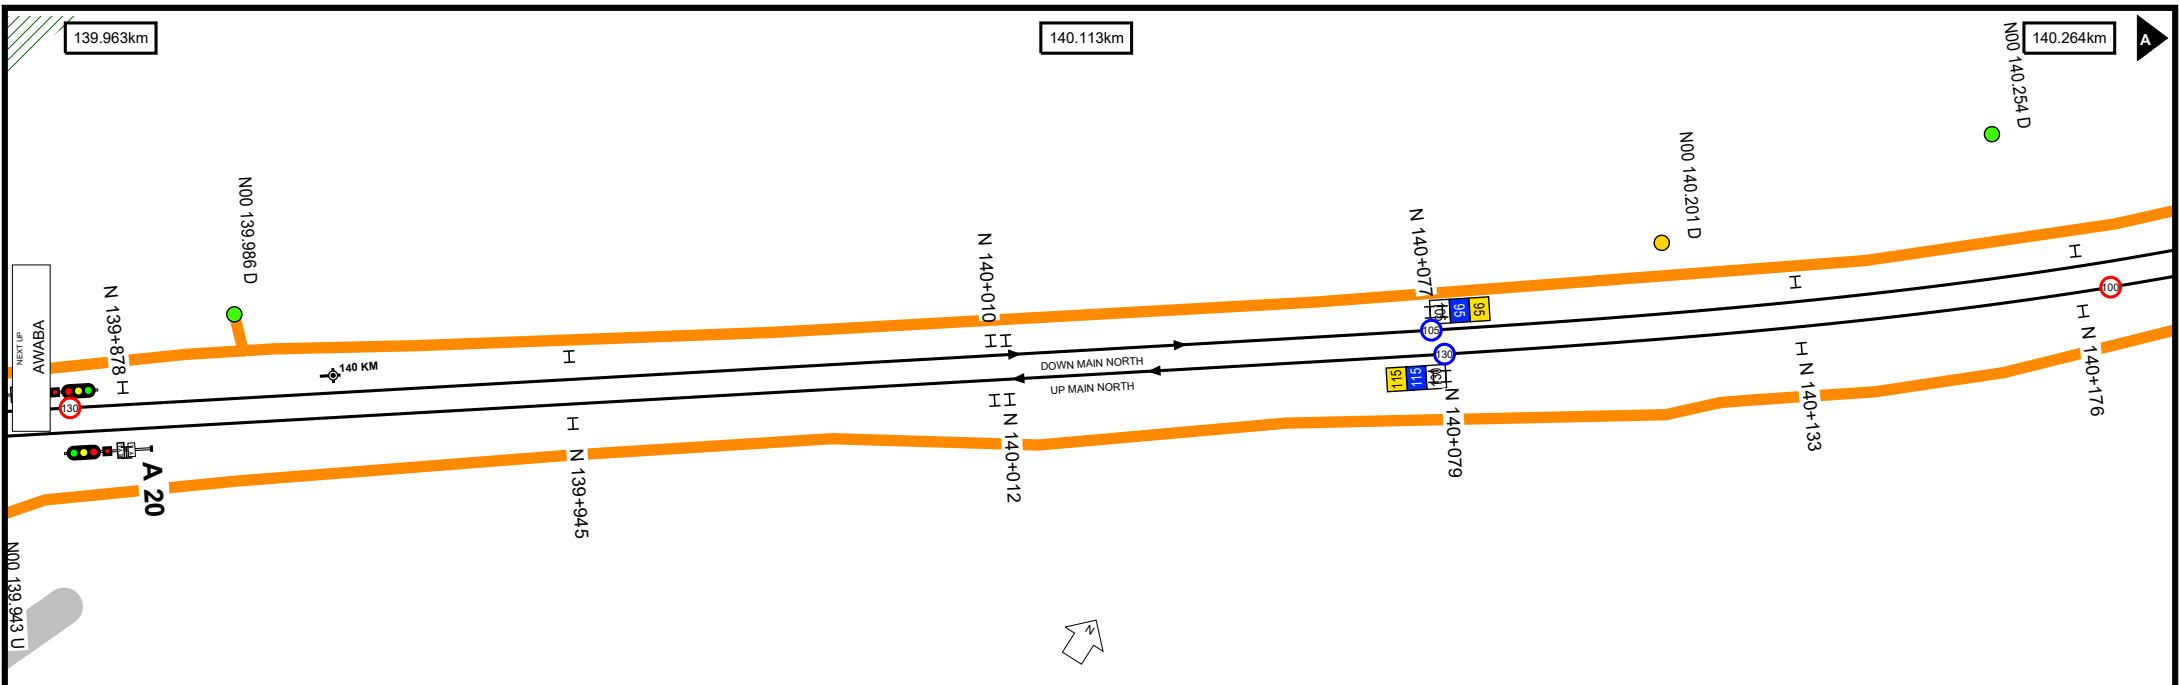 139.963km
140.113km
140.264km
A
N00 140.254 D
N00 140.201 D
N00 139.986 D
N 140+077
N 140+010
N 139+878
NEXT UP
AWABA
140 KM
130
DOWN MAIN NORTH
UP MAIN NORTH
105
95
95
105
130
115
115
130
100
A 20
N 139+945
N 140+012
N 140+079
N 140+133
N 140+176
N00 139.943 U
N